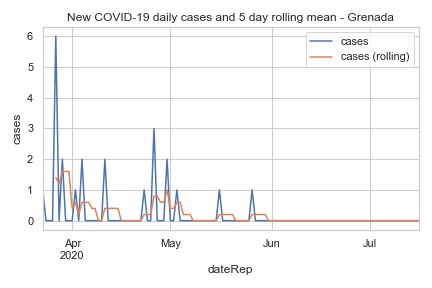 New COVID-19 daily cases and 5 day rolling mean - Grenada
cases
cases (rolling)
6
5
4
3
2
1
0
cases
Apr
2020
May
Jun
Jul
dateRep